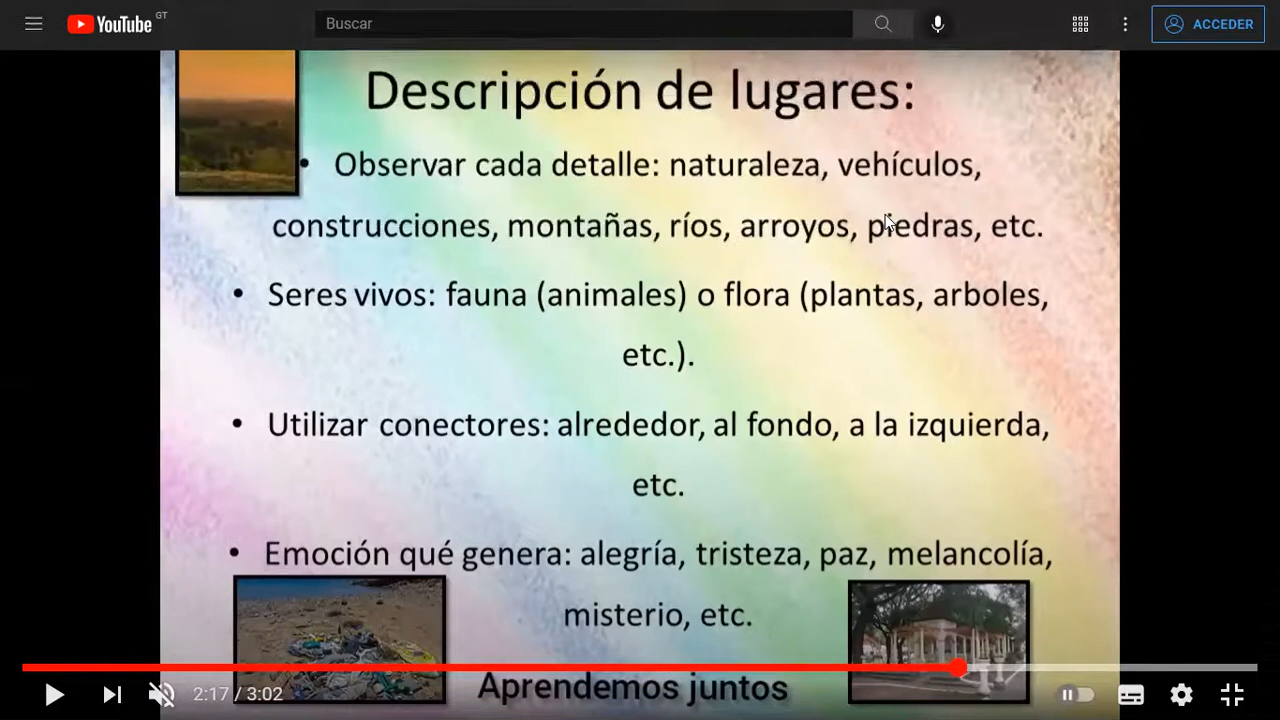 YouTube GT
Buscar
ACCEDER
Descripción de lugares:
• Observar cada detalle: naturaleza, vehículos,
construcciones, montañas, ríos, arroyos, piedras, etc.
• Seres vivos: fauna (animales) o flora (plantas, arboles,
etc.).
• Utilizar conectores: alrededor, al fondo, a la izquierda,
etc.
• Emoción qué genera: alegría, tristeza, paz, melancolía,
misterio, etc.
Aprendemos juntos
2:17 / 3:02